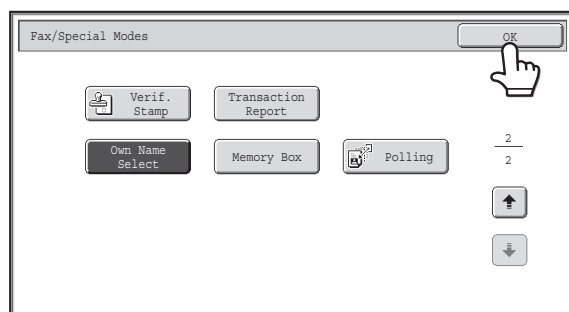 Fax/Special Modes
OK
Verif.
Stamp
Transaction
Report
Own Name
Select
Memory Box
Polling
2
2